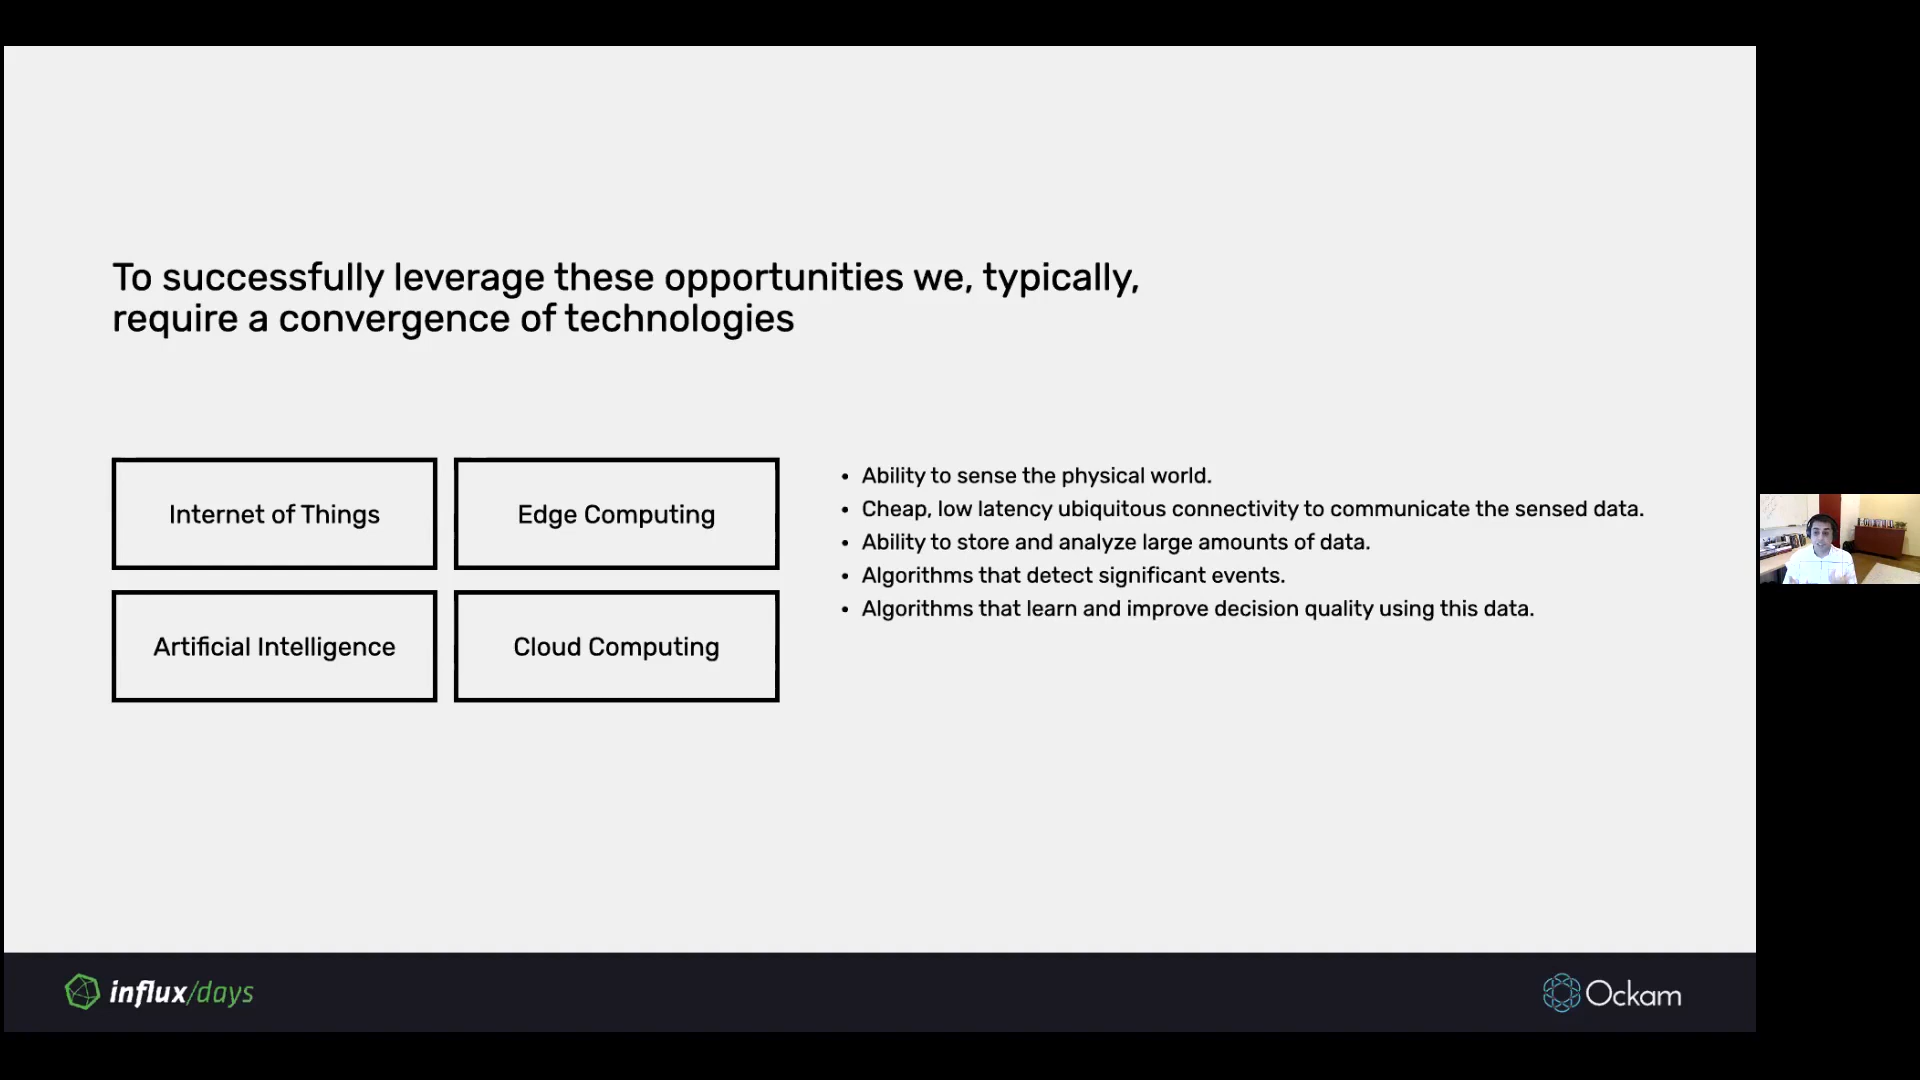 To successfully leverage these opportunities we, typically,
require a convergence of technologies
Internet of Things
Edge Computing
Artificial Intelligence
Cloud Computing
• Ability to sense the physical world.
• Cheap, low latency ubiquitous connectivity to communicate the sensed data.
• Ability to store and analyze large amounts of data.
• Algorithms that detect significant events.
• Algorithms that learn and improve decision quality using this data.
influx/days
Ockam